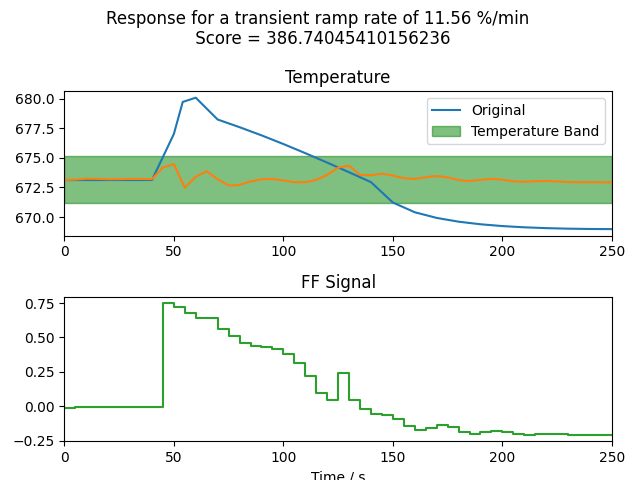 Response for a transient ramp rate of 11.56 %/min
Score = 386.74045410156236
Temperature
680.0
677.5
675.0
672.5
670.0
Original
Temperature Band
0 50 100 150 200 250
FF Signal
0.75
0.50
0.25
0.00
−0.25
0 50 100 150 200 250
Time / s